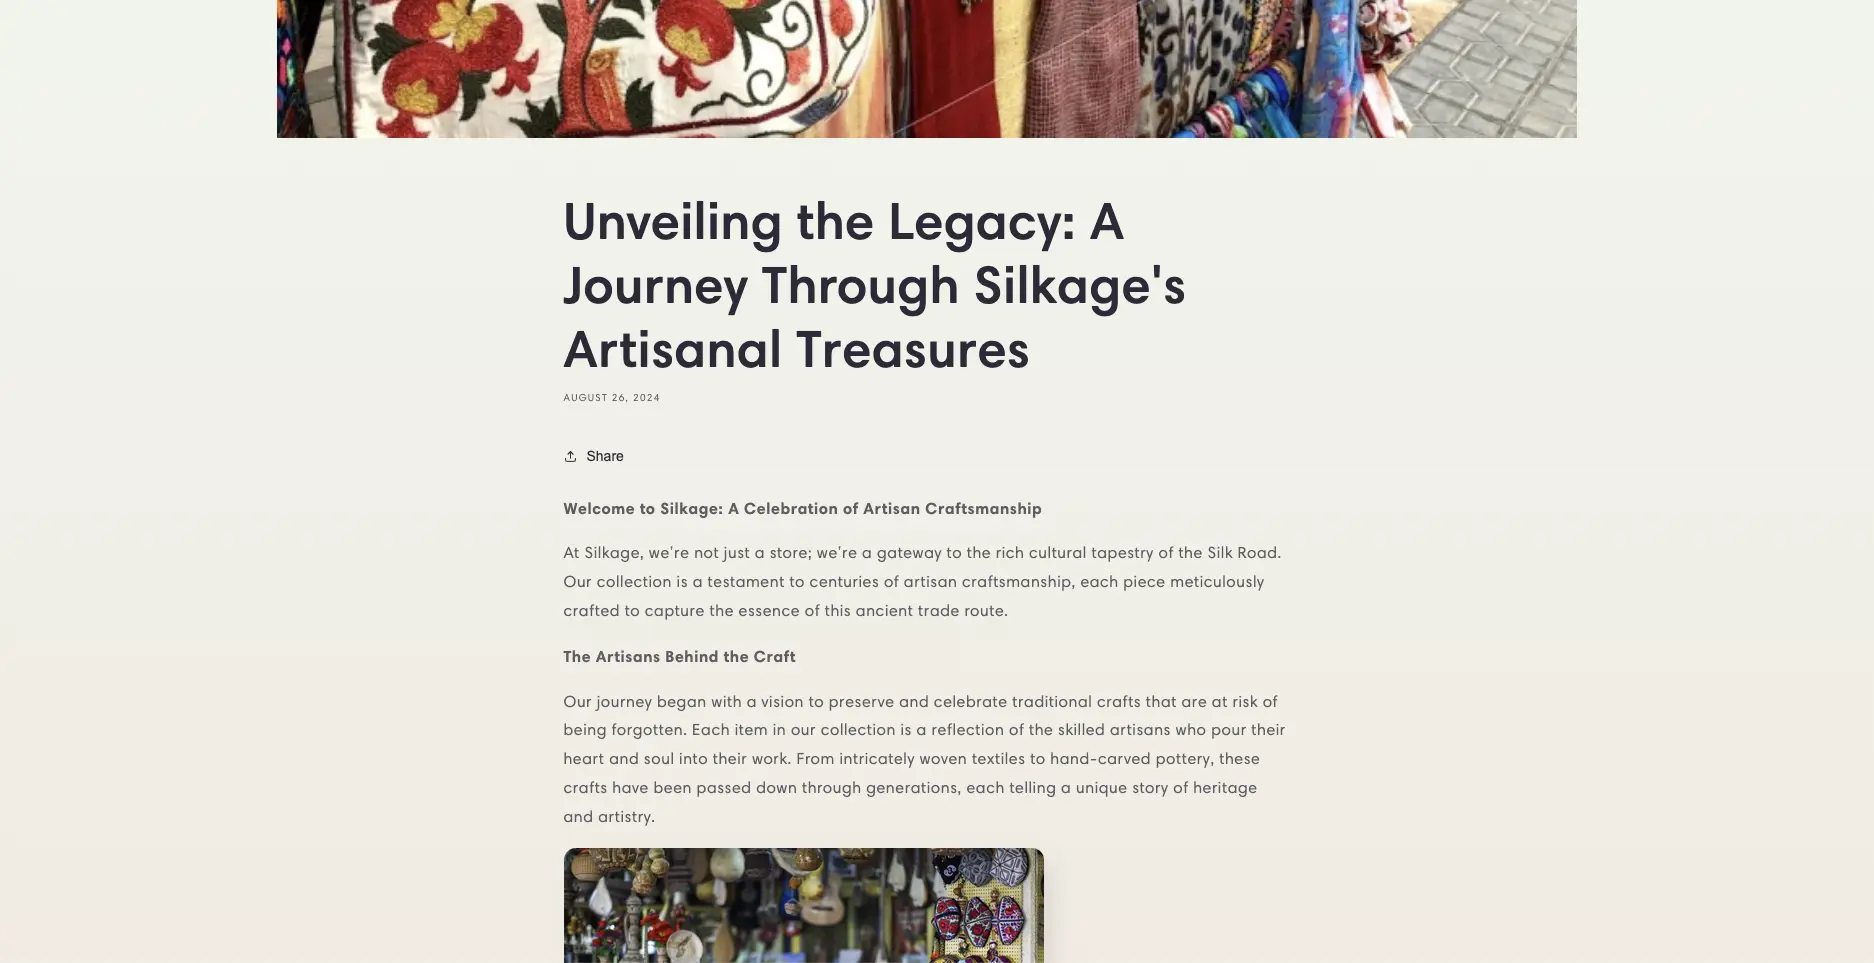 Unveiling the Legacy: A
Journey Through Silkage's
Artisanal Treasures
AUGUST 26, 2024
Share
Welcome to Silkage: A Celebration of Artisan Craftsmanship
At Silkage, we're not just a store; we're a gateway to the rich cultural tapestry of the Silk Road.
Our collection is a testament to centuries of artisan craftsmanship, each piece meticulously
crafted to capture the essence of this ancient trade route.
The Artisans Behind the Craft
Our journey began with a vision to preserve and celebrate traditional crafts that are at risk of
being forgotten. Each item in our collection is a reflection of the skilled artisans who pour their
heart and soul into their work. From intricately woven textiles to hand-carved pottery, these
crafts have been passed down through generations, each telling a unique story of heritage
and artistry.